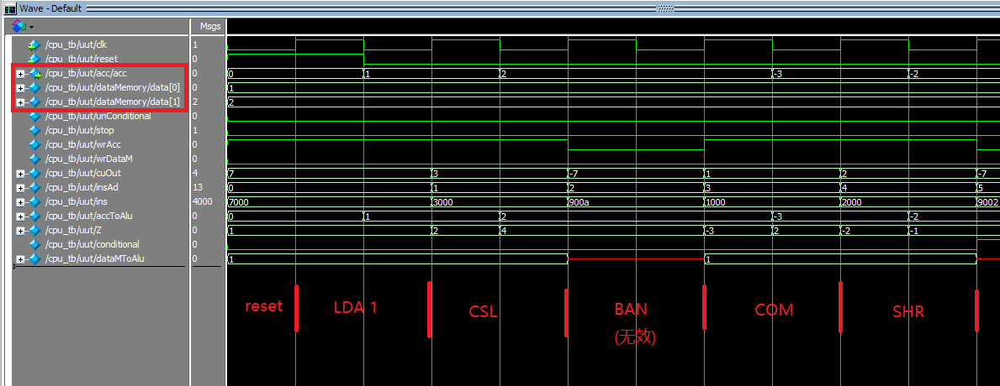 Wave - Default
Msgs
/cpu_tb/uut/clk 1
/cpu_tb/uut/reset 0
/cpu_tb/uut/acc/acc 0 0 1 2 -3 -2
/cpu_tb/uut/dataMemory/data[0] 0 1
/cpu_tb/uut/dataMemory/data[1] 2 2
/cpu_tb/uut/unConditional 0
/cpu_tb/uut/stop 1
/cpu_tb/uut/wrAcc 0
/cpu_tb/uut/wrDataM 0
/cpu_tb/uut/cuOut 4 7 3 -7 1 2 -7
/cpu_tb/uut/insAd 13 0 1 2 3 4 5
/cpu_tb/uut/ins 4000 7000 3000 900a 1000 2000 9002
/cpu_tb/uut/accToAlu 0 0 1 2 -3 -2
/cpu_tb/uut/Z 0 1 2 4 -3 2 -2 -1
/cpu_tb/uut/conditional 0
/cpu_tb/uut/dataMToAlu 0 1 1
reset LDA 1 CSL BAN COM SHR
(无效)